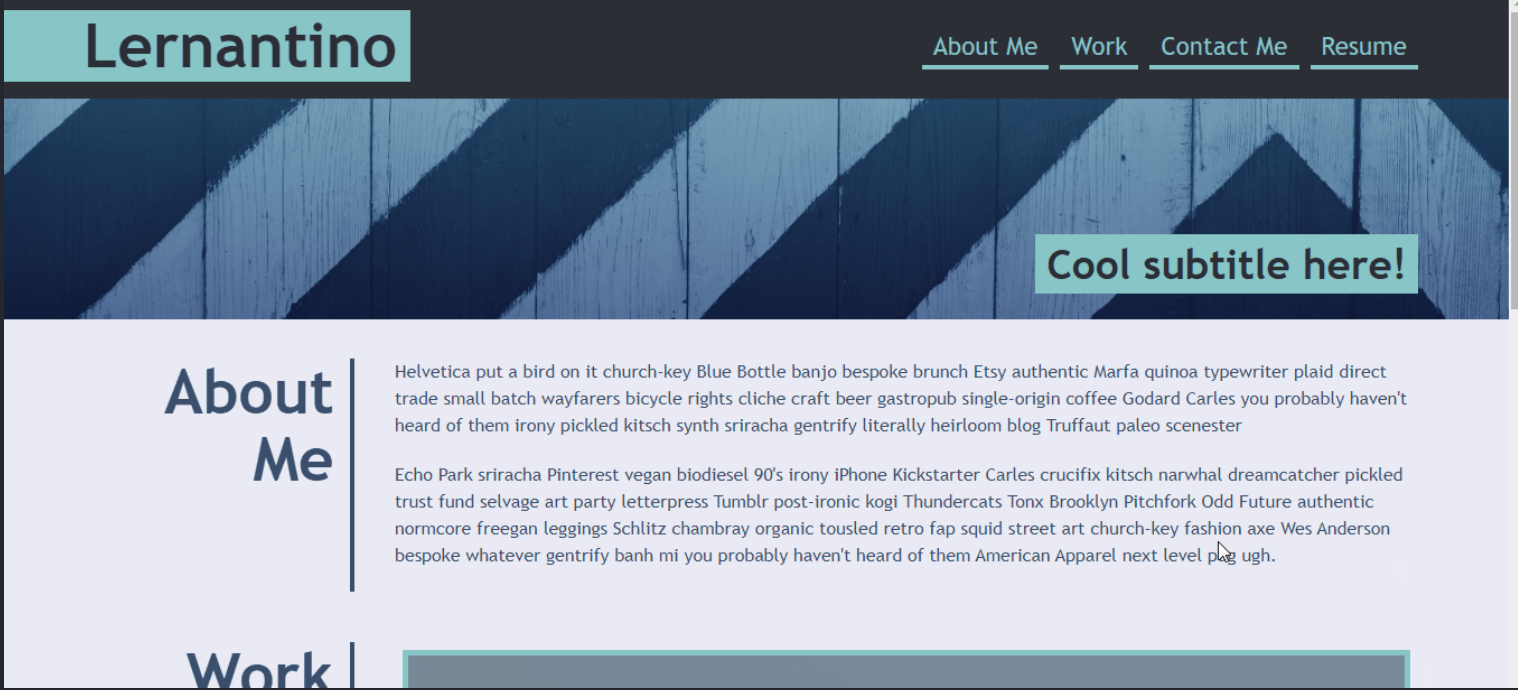 Lernantino
About Me
Work
Contact Me
Resume
Cool subtitle here!
About
Me
Helvetica put a bird on it church-key Blue Bottle banjo bespoke brunch Etsy authentic Marfa quinoa typewriter plaid direct
trade small batch wayfarers bicycle rights cliche craft beer gastropub single-origin coffee Godard Carles you probably haven't
heard of them irony pickled kitsch synth sriracha gentrify literally heirloom blog Truffaut paleo scenester
Echo Park sriracha Pinterest vegan biodiesel 90's irony iPhone Kickstarter Carles crucifix kitsch narwhal dreamcatcher pickled
trust fund selvage art party letterpress Tumblr post-ironic kogi Thundercats Tonx Brooklyn Pitchfork Odd Future authentic
normcore freegan leggings Schlitz chambray organic tousled retro fap squid street art church-key fashion axe Wes Anderson
bespoke whatever gentrify banh mi you probably haven't heard of them American Apparel next level pug ugh.
Work